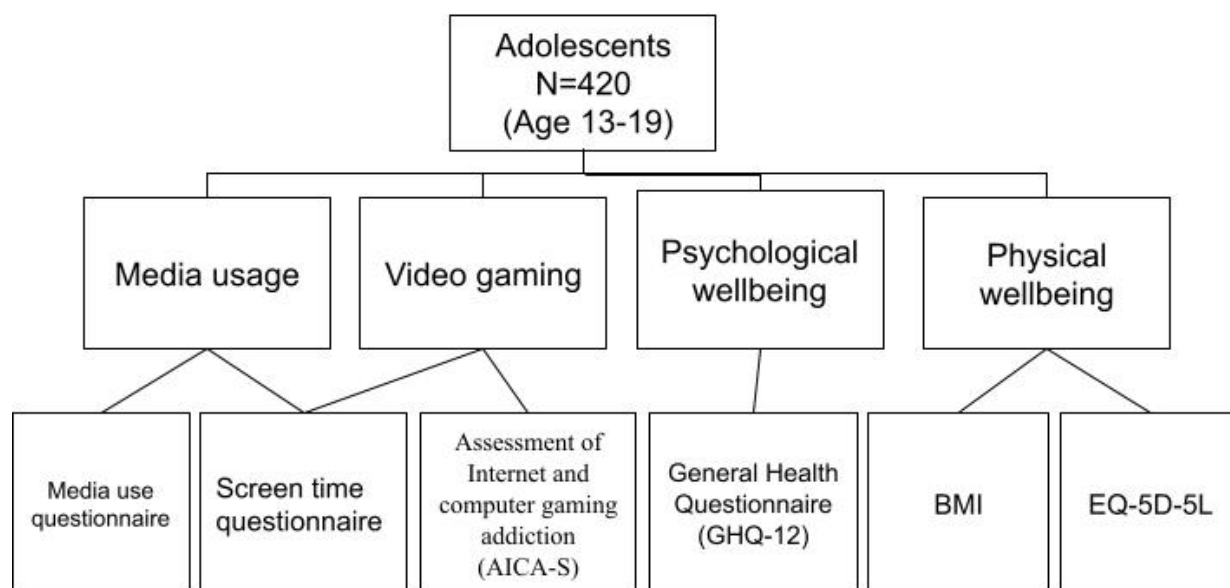 Adolescents
N=420
(Age 13-19)
Media usage
Video gaming
Psychological
wellbeing
Physical
wellbeing
Media use
questionnaire
Screen time
questionnaire
Assessment of
Internet and
computer gaming
addiction
(AICA-S)
General Health
Questionnaire
(GHQ-12)
BMI
EQ-5D-5L